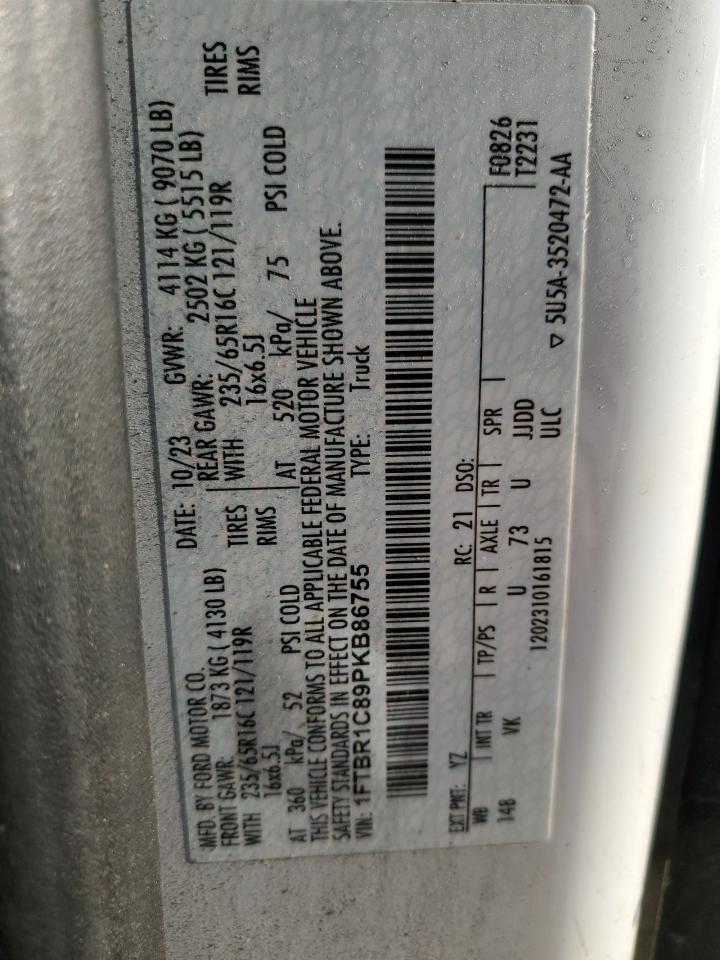 MFD. BY FORD MOTOR CO. DATE: 10/23 GVWR: 4114 KG ( 9070 LB)
FRONT GAWR: 1873 KG ( 4130 LB) REAR GAWR: 2502 KG ( 5515 LB)
WITH 235/65R16C 121/119R TIRES WITH 235/65R16C 121/119R TIRES
16x6.5J RIMS 16x6.5J RIMS
AT 360 kPa/ 52 PSI COLD AT 520 kPa/ 75 PSI COLD
THIS VEHICLE CONFORMS TO ALL APPLICABLE FEDERAL MOTOR VEHICLE
SAFETY STANDARDS IN EFFECT ON THE DATE OF MANUFACTURE SHOWN ABOVE.
VIN: 1FTBR1C89PKB86755 TYPE: Truck
EXT PNT: YZ RC: 21 DSO: F0826
WB INT TR TP/PS R AXLE TR SPR T2231
148 VK U 73 U JJDD
1202310161815 ULC ▽ 5U5A-3520472-AA